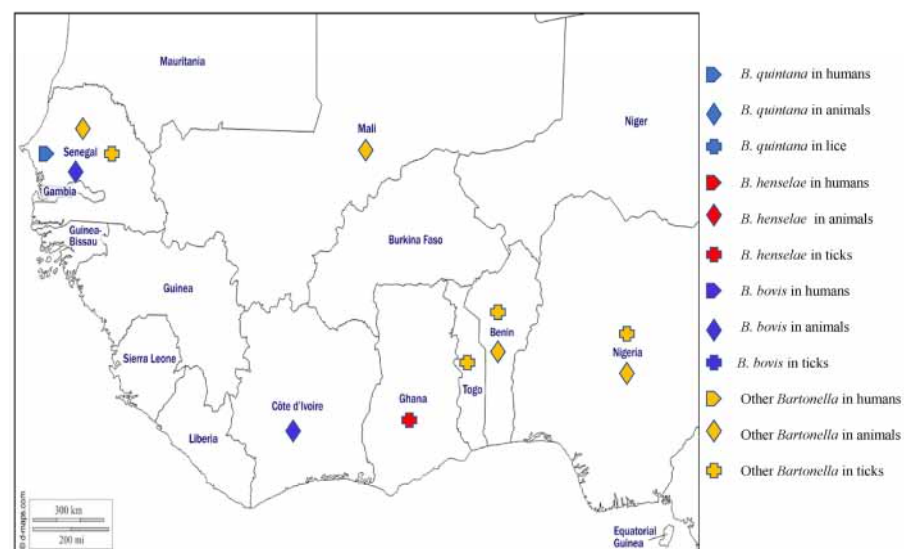 Mauritania
Mali
Niger
Senegal
Gambia
Guinea-
Bissau
Burkina Faso
Guinea
Benin
Nigeria
Sierra Leone
Togo
Ghana
Côte d'Ivoire
Liberia
Equatorial
Guinea
300 km
200 mi
© d-maps.com
B. quintana in humans
B. quintana in animals
B. quintana in lice
B. henselae in humans
B. henselae in animals
B. henselae in ticks
B. bovis in humans
B. bovis in animals
B. bovis in ticks
Other Bartonella in humans
Other Bartonella in animals
Other Bartonella in ticks